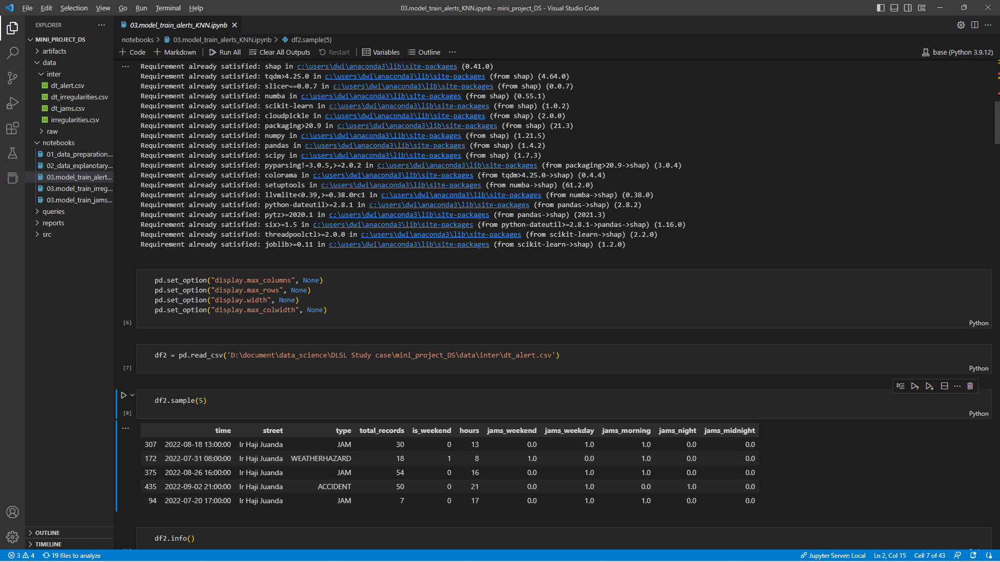 File Edit Selection View Go Run Terminal Help
03.model_train_alerts_KNN.ipynb - mini_project_DS - Visual Studio Code
EXPLORER
MINI_PROJECT_DS
artifacts
data
inter
dt_alert.csv
dt_irregularities.csv
dt_jams.csv
irregularities.csv
raw
notebooks
01_data_preparation...
02_data_explanotary...
03.model_train_alert...
03.model_train_irreg...
03.model_train_jams...
queries
reports
src
OUTLINE
TIMELINE
03.model_train_alerts_KNN.ipynb
notebooks > 03.model_train_alerts_KNN.ipynb > df2.sample(5)
Code Markdown Run All Clear All Outputs Restart Variables Outline ... base (Python 3.9.12)
Requirement already satisfied: shap in c:\users\dwi\anaconda3\lib\site-packages (0.41.0)
Requirement already satisfied: tqdm>4.25.0 in c:\users\dwi\anaconda3\lib\site-packages (from shap) (4.64.0)
Requirement already satisfied: slicer==0.0.7 in c:\users\dwi\anaconda3\lib\site-packages (from shap) (0.0.7)
Requirement already satisfied: numba in c:\users\dwi\anaconda3\lib\site-packages (from shap) (0.55.1)
Requirement already satisfied: scikit-learn in c:\users\dwi\anaconda3\lib\site-packages (from shap) (1.0.2)
Requirement already satisfied: cloudpickle in c:\users\dwi\anaconda3\lib\site-packages (from shap) (2.0.0)
Requirement already satisfied: packaging>20.9 in c:\users\dwi\anaconda3\lib\site-packages (from shap) (21.3)
Requirement already satisfied: numpy in c:\users\dwi\anaconda3\lib\site-packages (from shap) (1.21.5)
Requirement already satisfied: pandas in c:\users\dwi\anaconda3\lib\site-packages (from shap) (1.4.2)
Requirement already satisfied: scipy in c:\users\dwi\anaconda3\lib\site-packages (from shap) (1.7.3)
Requirement already satisfied: pyparsing!=3.0.5,>=2.0.2 in c:\users\dwi\anaconda3\lib\site-packages (from packaging>20.9->shap) (3.0.4)
Requirement already satisfied: colorama in c:\users\dwi\anaconda3\lib\site-packages (from tqdm>4.25.0->shap) (0.4.4)
Requirement already satisfied: setuptools in c:\users\dwi\anaconda3\lib\site-packages (from numba->shap) (61.2.0)
Requirement already satisfied: llvmlite<0.39,>=0.38.0rc1 in c:\users\dwi\anaconda3\lib\site-packages (from numba->shap) (0.38.0)
Requirement already satisfied: python-dateutil>=2.8.1 in c:\users\dwi\anaconda3\lib\site-packages (from pandas->shap) (2.8.2)
Requirement already satisfied: pytz>=2020.1 in c:\users\dwi\anaconda3\lib\site-packages (from pandas->shap) (2021.3)
Requirement already satisfied: six>=1.5 in c:\users\dwi\anaconda3\lib\site-packages (from python-dateutil>=2.8.1->pandas->shap) (1.16.0)
Requirement already satisfied: threadpoolctl>=2.0.0 in c:\users\dwi\anaconda3\lib\site-packages (from scikit-learn->shap) (2.2.0)
Requirement already satisfied: joblib>=0.11 in c:\users\dwi\anaconda3\lib\site-packages (from scikit-learn->shap) (1.2.0)
pd.set_option("display.max_columns", None)
pd.set_option("display.max_rows", None)
pd.set_option("display.width", None)
pd.set_option("display.max_colwidth", None)
[6] Python
df2 = pd.read_csv('D:\document\data_science\DLSL Study case\mini_project_DS\data\inter\dt_alert.csv')
[7] Python
df2.sample(5)
[8] Python
time street type total_records is_weekend hours jams_weekend jams_weekday jams_morning jams_night jams_midnight
307 2022-08-18 13:00:00 Ir Haji Juanda JAM 30 0 13 0.0 1.0 1.0 0.0 0.0
172 2022-07-31 08:00:00 Ir Haji Juanda WEATHERHAZARD 18 1 8 1.0 0.0 1.0 0.0 0.0
375 2022-08-26 16:00:00 Ir Haji Juanda JAM 54 0 16 0.0 1.0 1.0 0.0 0.0
435 2022-09-02 21:00:00 Ir Haji Juanda ACCIDENT 50 0 21 0.0 1.0 0.0 1.0 0.0
94 2022-07-20 17:00:00 Ir Haji Juanda JAM 7 0 17 0.0 1.0 1.0 0.0 0.0
df2.info()
3 4 19 files to analyze Jupyter Server: Local Ln 2, Col 15 Cell 7 of 43